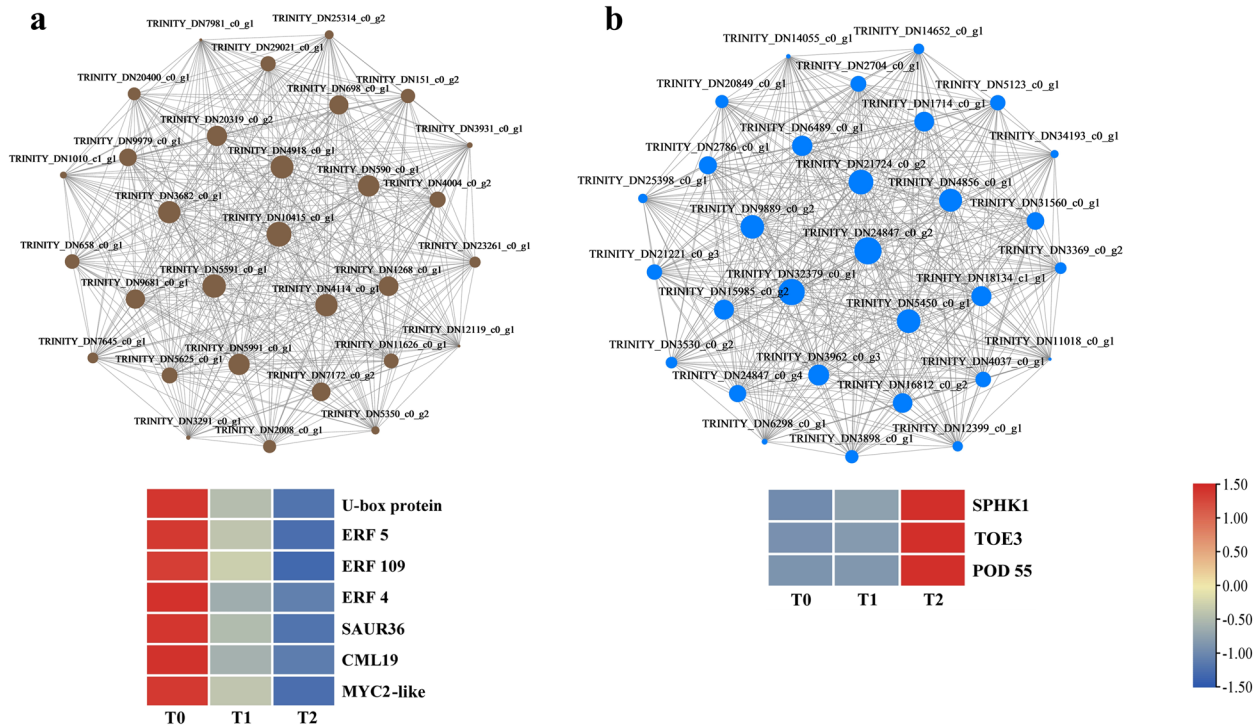 a
TRINITY_DN7981_c0_g1
TRINITY_DN25314_c0_g2
TRINITY_DN29021_c0_g1
TRINITY_DN20400_c0_g1
TRINITY_DN151_c0_g2
TRINITY_DN698_c0_g1
TRINITY_DN20319_c0_g2
TRINITY_DN3931_c0_g1
TRINITY_DN9979_c0_g1
TRINITY_DN4918_c0_g1
TRINITY_DN1010_c1_g1
TRINITY_DN590_c0_g1
TRINITY_DN4004_c0_g2
TRINITY_DN3682_c0_g1
TRINITY_DN10415_c0_g1
TRINITY_DN658_c0_g1
TRINITY_DN23261_c0_g1
TRINITY_DN5591_c0_g1
TRINITY_DN1268_c0_g1
TRINITY_DN9681_c0_g1
TRINITY_DN4114_c0_g1
TRINITY_DN12119_c0_g1
TRINITY_DN7645_c0_g1
TRINITY_DN5991_c0_g1
TRINITY_DN11626_c0_g1
TRINITY_DN5625_c0_g1
TRINITY_DN7172_c0_g2
TRINITY_DN3291_c0_g1
TRINITY_DN5350_c0_g2
TRINITY_DN2008_c0_g1
U-box protein
ERF 5
ERF 109
ERF 4
SAUR36
CML19
MYC2-like
T0 T1 T2
b
TRINITY_DN14055_c0_g1
TRINITY_DN14652_c0_g1
TRINITY_DN2704_c0_g1
TRINITY_DN20849_c0_g1
TRINITY_DN5123_c0_g1
TRINITY_DN1714_c0_g1
TRINITY_DN6489_c0_g1
TRINITY_DN34193_c0_g1
TRINITY_DN2786_c0_g1
TRINITY_DN21724_c0_g2
TRINITY_DN25398_c0_g1
TRINITY_DN4856_c0_g1
TRINITY_DN31560_c0_g1
TRINITY_DN9889_c0_g2
TRINITY_DN24847_c0_g2
TRINITY_DN21221_c0_g3
TRINITY_DN3369_c0_g2
TRINITY_DN32379_c0_g1
TRINITY_DN18134_c1_g1
TRINITY_DN15985_c0_g2
TRINITY_DN5450_c0_g1
TRINITY_DN3530_c0_g2
TRINITY_DN11018_c0_g1
TRINITY_DN3962_c0_g3
TRINITY_DN4037_c0_g1
TRINITY_DN24847_c0_g4
TRINITY_DN16812_c0_g2
TRINITY_DN6298_c0_g1
TRINITY_DN12399_c0_g1
TRINITY_DN3898_c0_g1
SPHK1
TOE3
POD 55
T0 T1 T2
1.50
1.00
0.50
0.00
-0.50
-1.00
-1.50